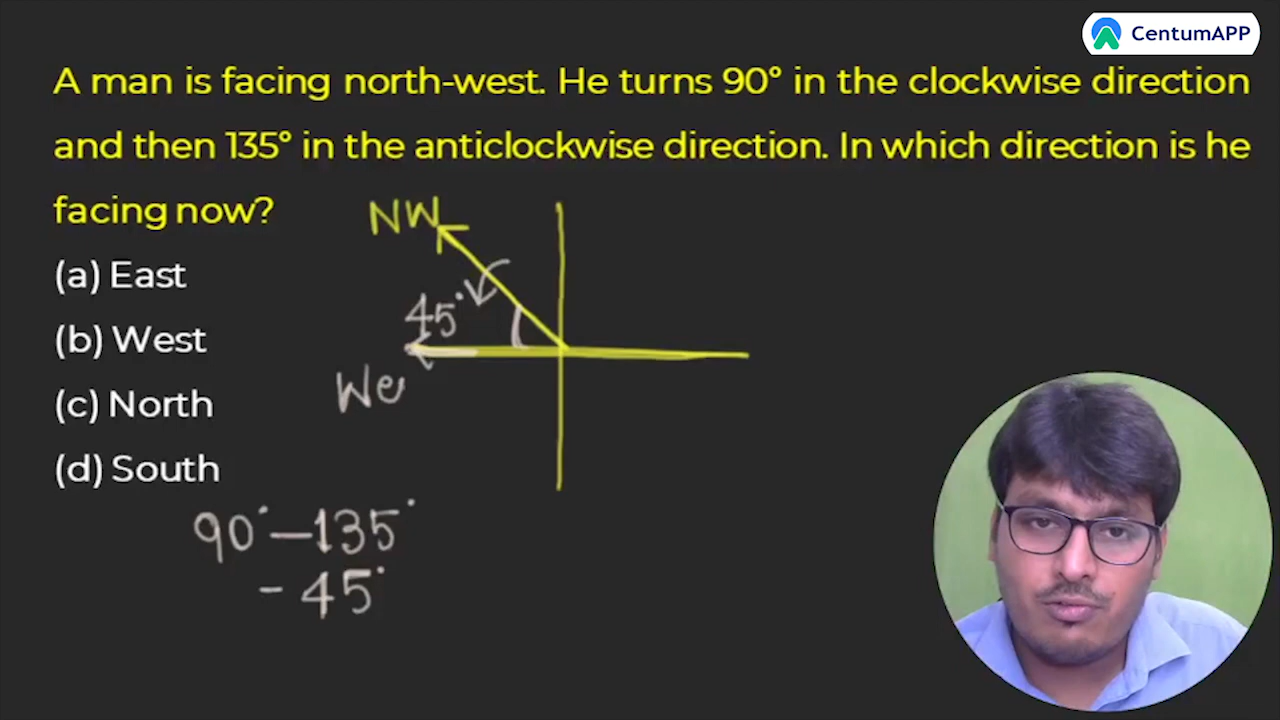 CentumAPP
A man is facing north-west. He turns 90° in the clockwise direction
and then 135° in the anticlockwise direction. In which direction is he
facing now?
(a) East
(b) West
(c) North
(d) South
NW
45°
We
90° – 135°
- 45°